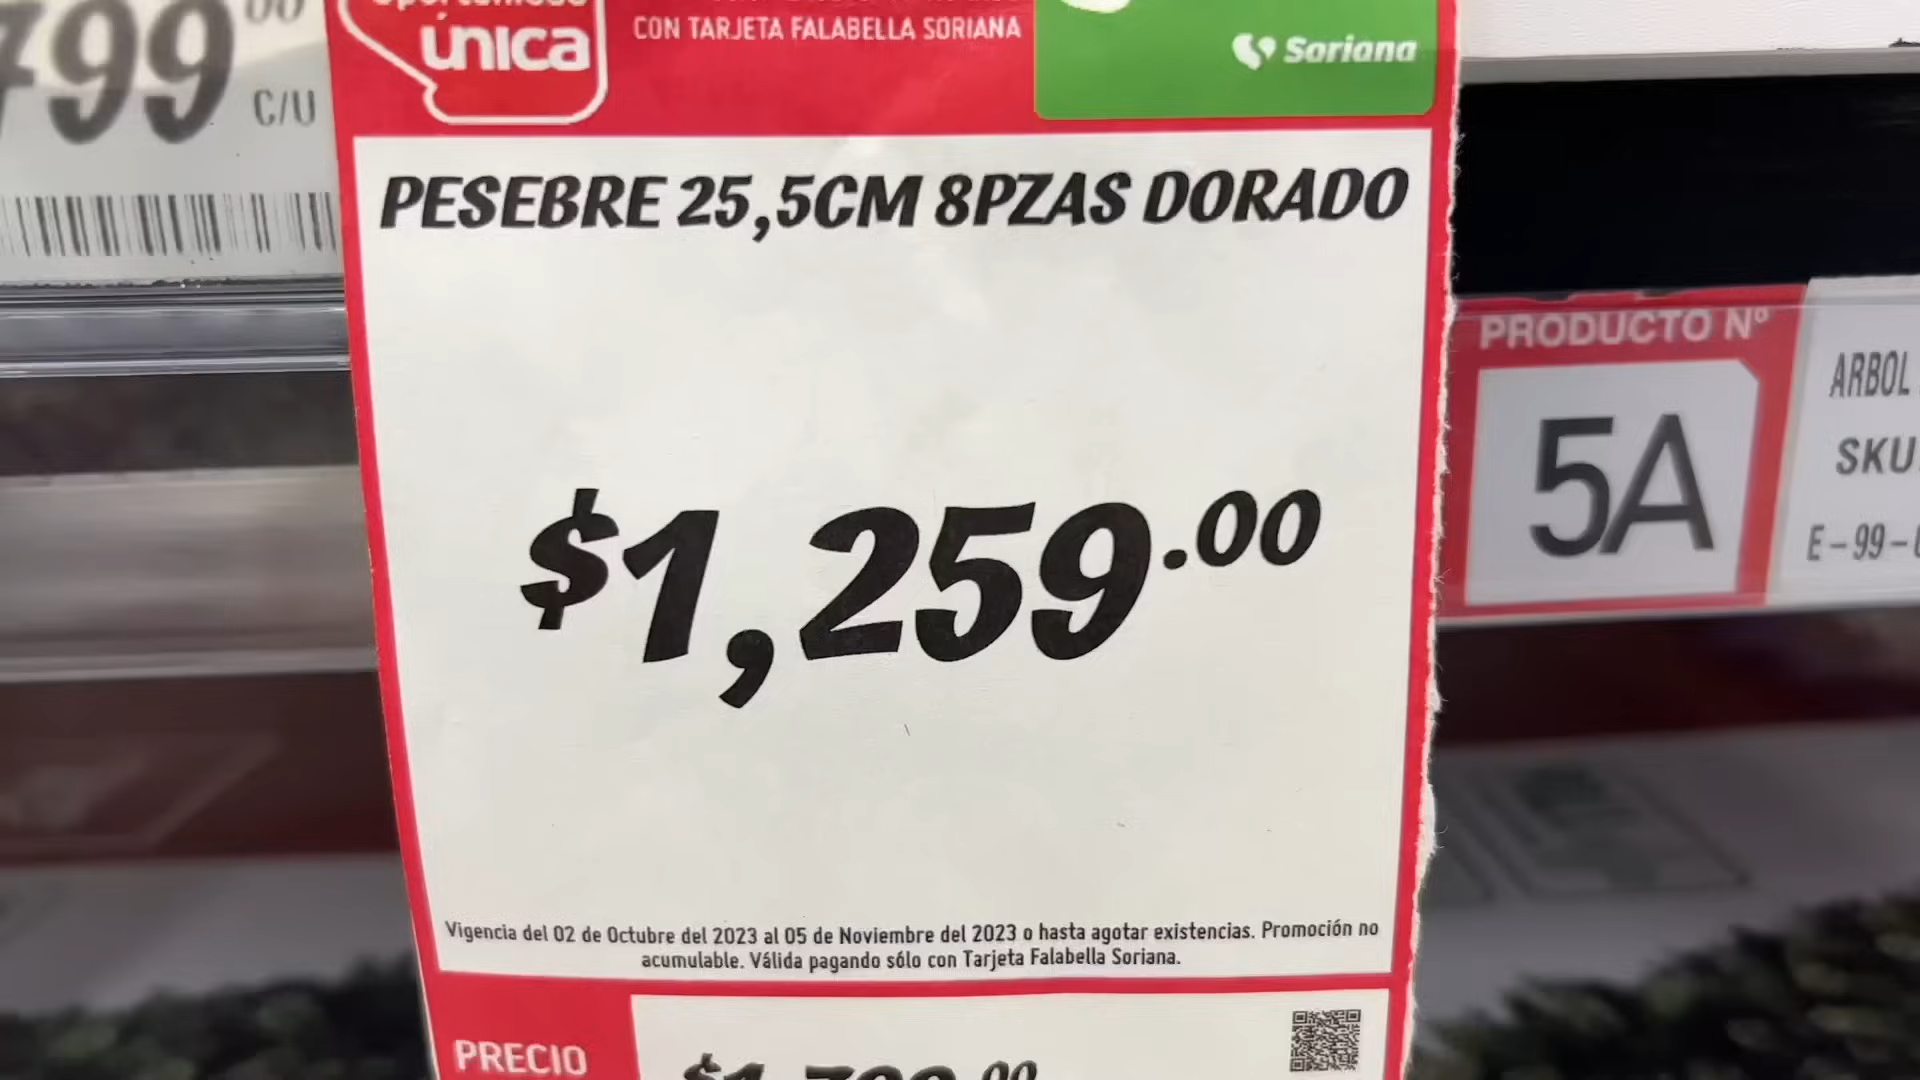 799.00
C/U
única
CON TARJETA FALABELLA SORIANA
Soriana
PESEBRE 25,5CM 8PZAS DORADO
$1,259.00
Vigencia del 02 de Octubre del 2023 al 05 de Noviembre del 2023 o hasta agotar existencias. Promoción no
acumulable. Válida pagando sólo con Tarjeta Falabella Soriana.
PRECIO
PRODUCTO Nº
5A
ARBOL
SKU
E-99-